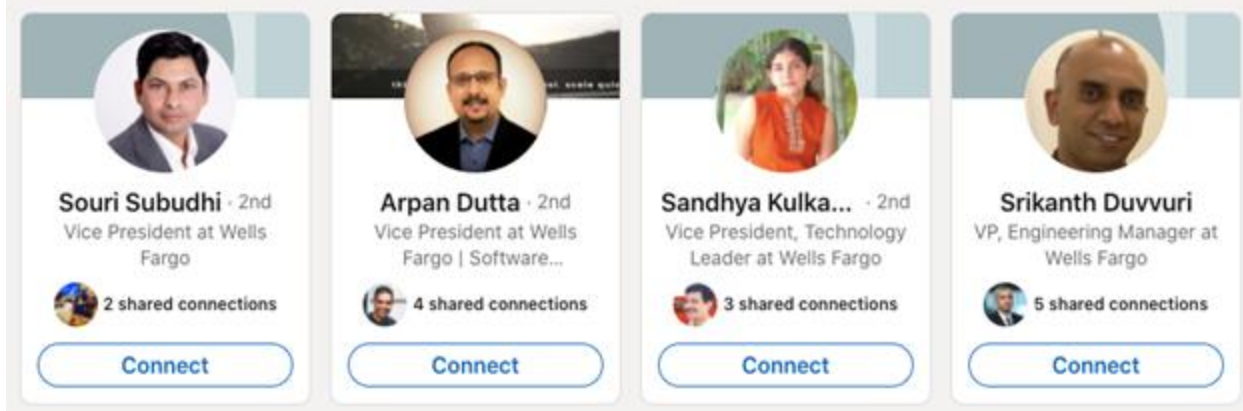 Souri Subudhi · 2nd
Vice President at Wells
Fargo
2 shared connections
Connect
Arpan Dutta · 2nd
Vice President at Wells
Fargo | Software...
4 shared connections
Connect
Sandhya Kulka... · 2nd
Vice President, Technology
Leader at Wells Fargo
3 shared connections
Connect
Srikanth Duvvuri
VP, Engineering Manager at
Wells Fargo
5 shared connections
Connect